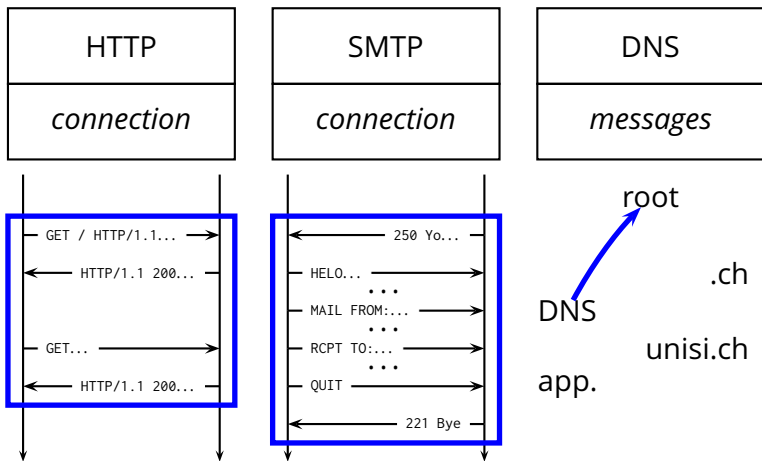 HTTP
connection
GET / HTTP/1.1...
HTTP/1.1 200...
GET...
HTTP/1.1 200...
SMTP
connection
250 Yo...
HELO...
...
MAIL FROM:...
...
RCPT TO:...
...
QUIT
221 Bye
DNS
messages
root
.ch
DNS
unisi.ch
app.